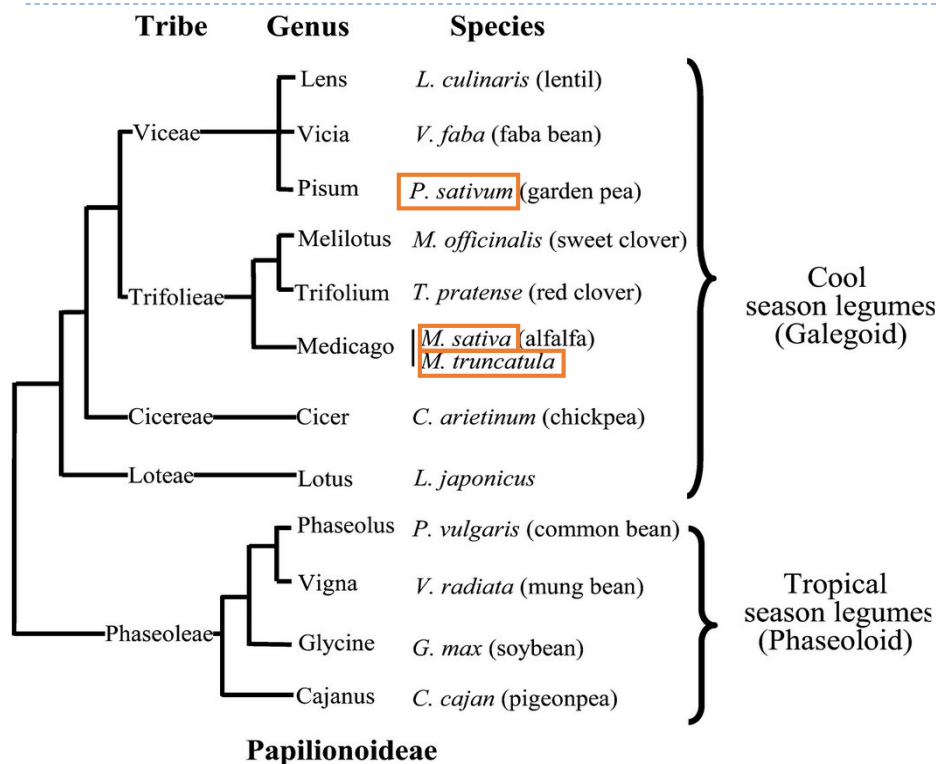 Tribe Genus Species
Lens L. culinaris (lentil)
Viceae Vicia V. faba (faba bean)
Pisum P. sativum (garden pea)
Melilotus M. officinalis (sweet clover)
Trifolieae Trifolium T. pratense (red clover)
Medicago M. sativa (alfalfa)
M. truncatula
Cicereae Cicer C. arietinum (chickpea)
Loteae Lotus L. japonicus
Cool
season legumes
(Galegoid)
Phaseolus P. vulgaris (common bean)
Vigna V. radiata (mung bean)
Phaseoleae Glycine G. max (soybean)
Cajanus C. cajan (pigeonpea)
Tropical
season legumes
(Phaseoloid)
Papilionoideae